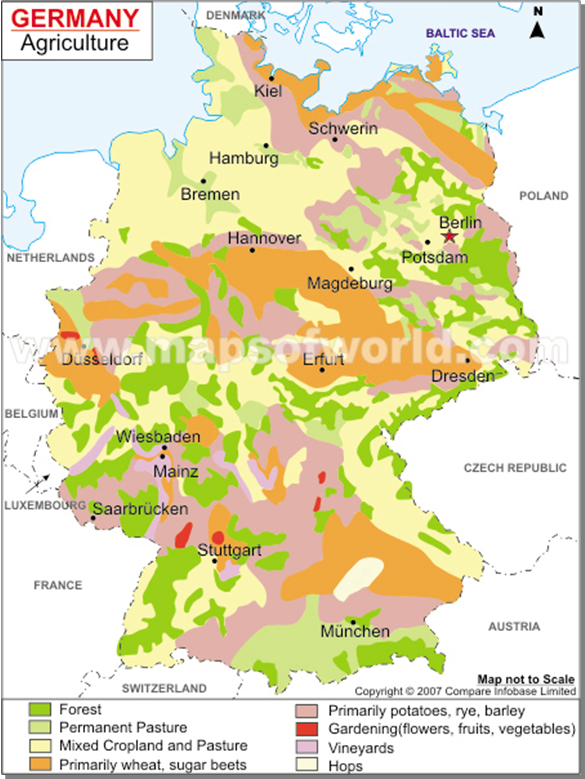 GERMANY
Agriculture
DENMARK
N
BALTIC SEA
Kiel
Schwerin
Hamburg
Bremen
POLAND
Berlin
Hannover
Potsdam
NETHERLANDS
Magdeburg
www.mapsofworld.com
Düsseldorf
Erfurt
Dresden
BELGIUM
Wiesbaden
Mainz
CZECH REPUBLIC
LUXEMBOURG
Saarbrücken
Stuttgart
FRANCE
München
AUSTRIA
SWITZERLAND
Map not to Scale
Copyright © 2007 Compare Infobase Limited
Forest
Permanent Pasture
Mixed Cropland and Pasture
Primarily wheat, sugar beets
Primarily potatoes, rye, barley
Gardening(flowers, fruits, vegetables)
Vineyards
Hops